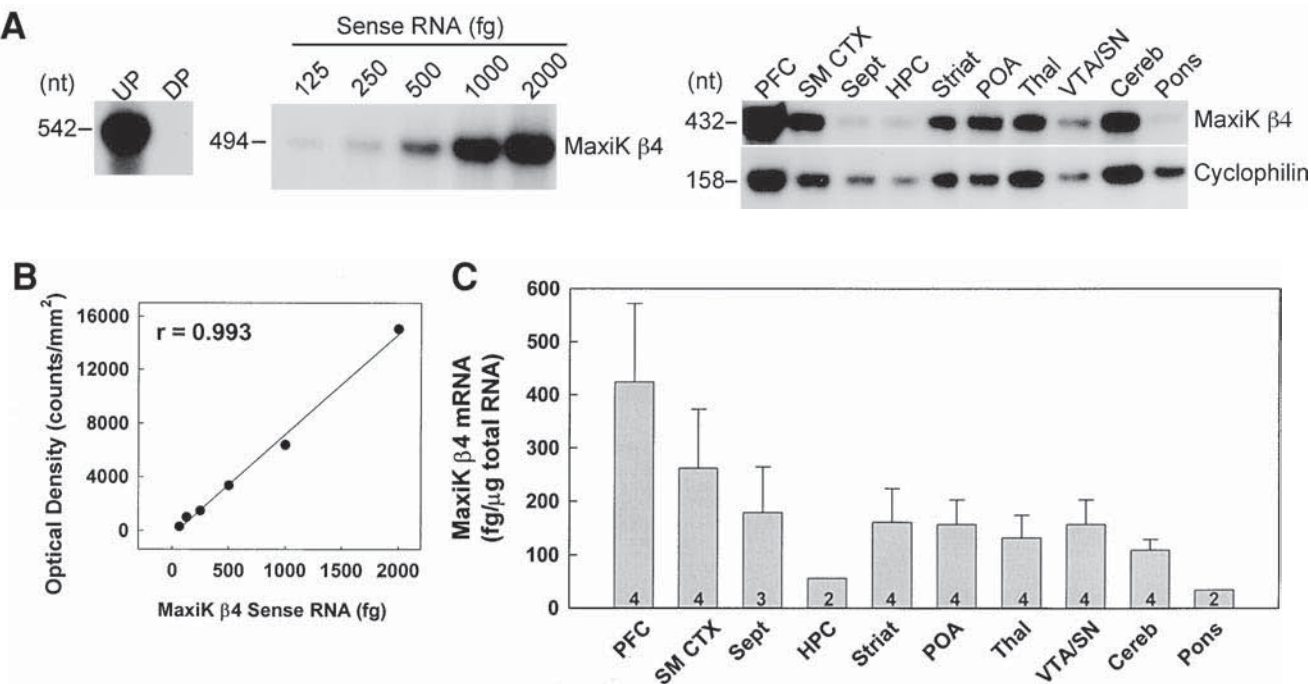 A
Sense RNA (fg)
(nt) UP DP
125 250 500 1000 2000
542
494
MaxiK β4
(nt) PFC SM CTX Sept HPC Striat POA Thal VTA/SN Cereb Pons
432
MaxiK β4
158
Cyclophilin
B
Optical Density (counts/mm²)
16000
12000
8000
4000
0
r = 0.993
0 500 1000 1500 2000
MaxiK β4 Sense RNA (fg)
C
MaxiK β4 mRNA
(fg/μg total RNA)
600
500
400
300
200
100
0
4 4 3 2 4 4 4 4 4 2
PFC SM CTX Sept HPC Striat POA Thal VTA/SN Cereb Pons